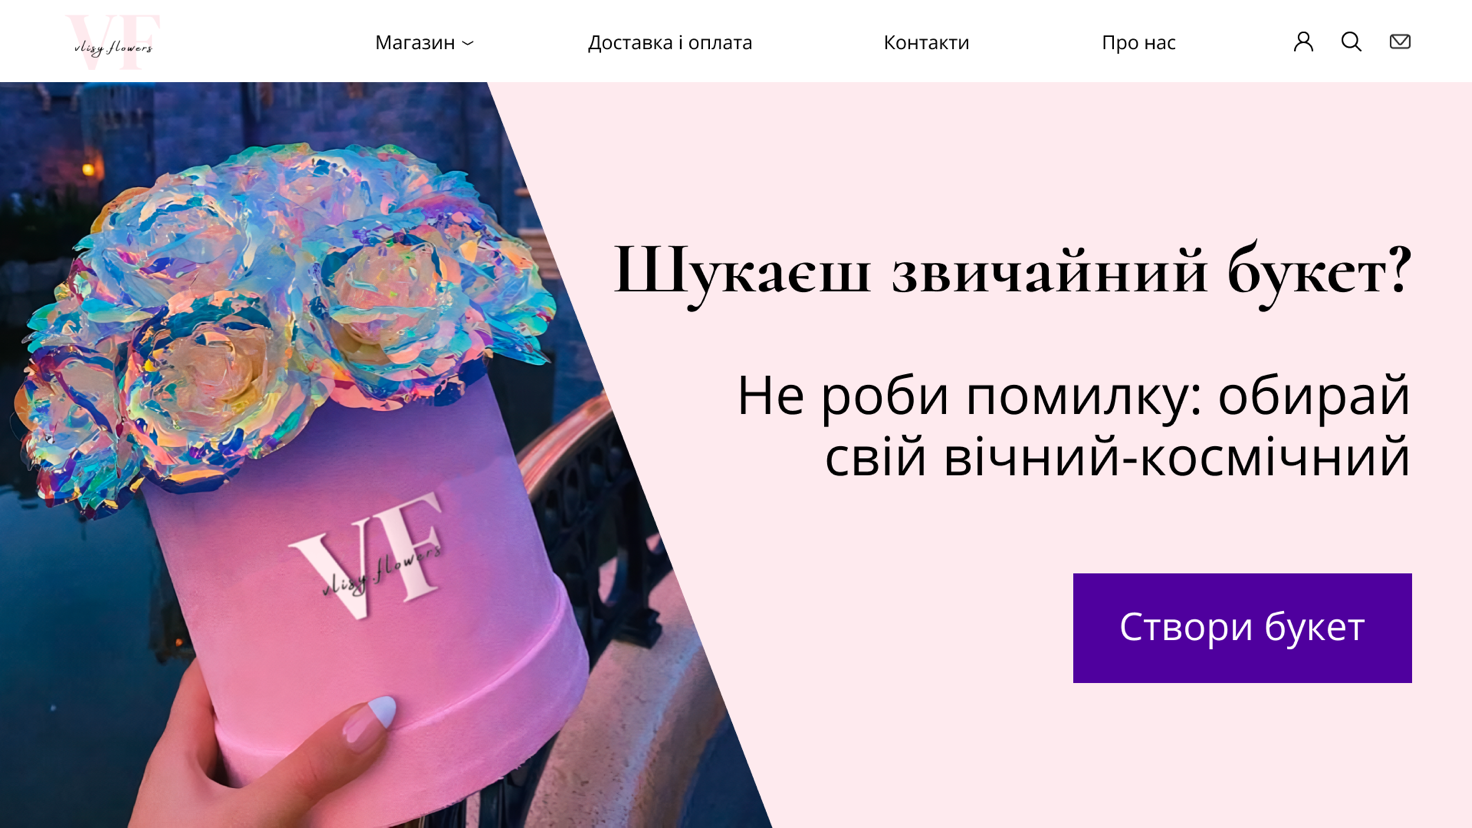 VF
vlisy flowers
Магазин
Доставка і оплата
Контакти
Про нас
Шукаєш звичайний букет?
Не роби помилку: обирай
свій вічний-космічний
Створи букет
VF
vlisy flowers